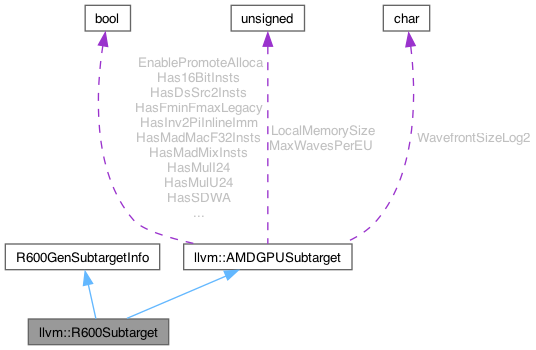 bool
unsigned
char
EnablePromoteAlloca
Has16BitInsts
HasDsSrc2Insts
HasFminFmaxLegacy
HasInv2PiInlineImm
HasMadMacF32Insts
HasMadMixInsts
HasMulI24
HasMulU24
HasSDWA
...
LocalMemorySize
MaxWavesPerEU
WavefrontSizeLog2
R600GenSubtargetInfo
llvm::AMDGPUSubtarget
llvm::R600Subtarget